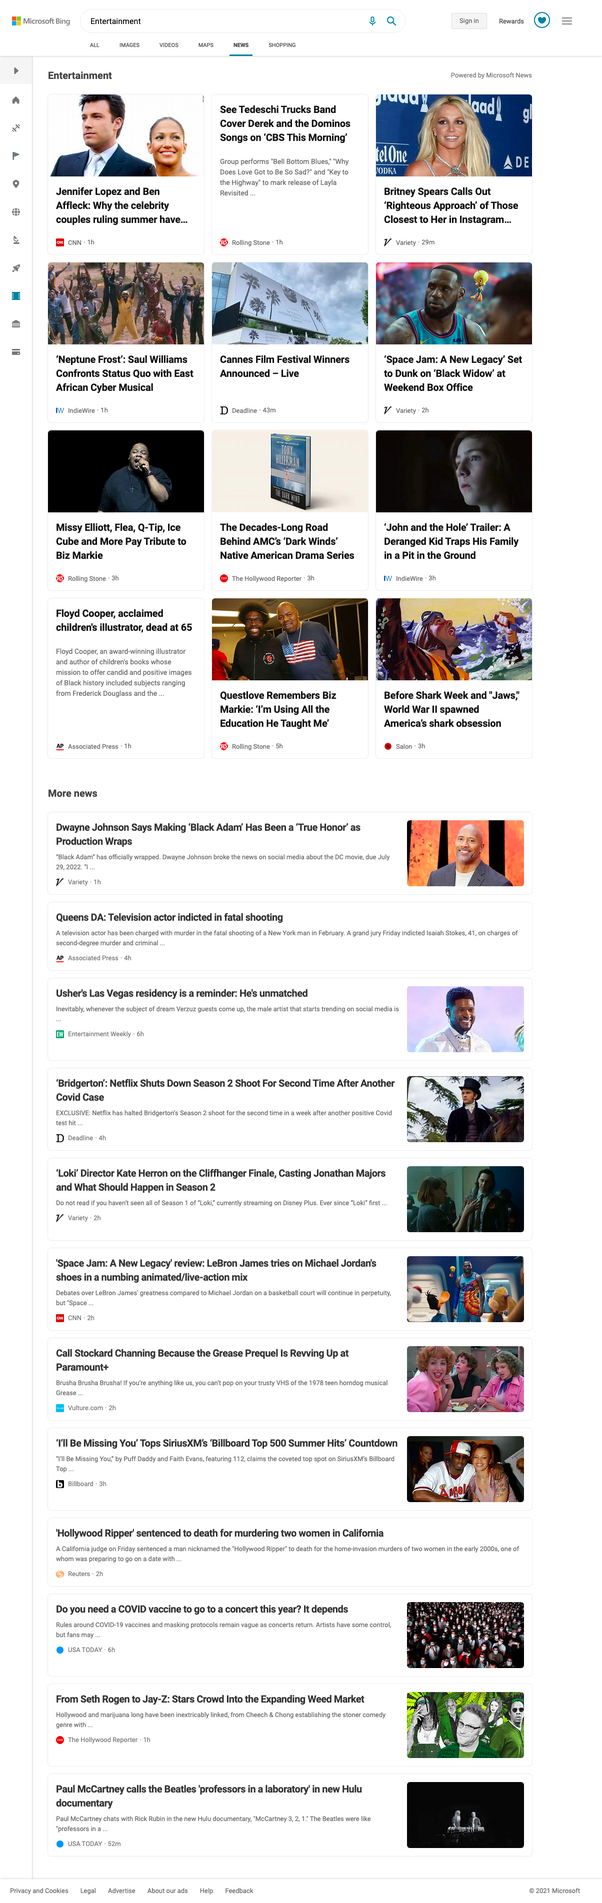 Microsoft Bing
Entertainment
Sign in
Rewards
ALL
IMAGES
VIDEOS
MAPS
NEWS
SHOPPING
Entertainment
Powered by Microsoft News
Jennifer Lopez and Ben
Affleck: Why the celebrity
couples ruling summer have...
CNN · 1h
See Tedeschi Trucks Band
Cover Derek and the Dominos
Songs on ‘CBS This Morning’
Group performs "Bell Bottom Blues," "Why
Does Love Got to Be So Sad?" and "Key to
the Highway" to mark release of Layla
Revisited ...
Rolling Stone · 1h
glaad
DELTA
VODKA
Britney Spears Calls Out
‘Righteous Approach’ of Those
Closest to Her in Instagram...
Variety · 29m
‘Neptune Frost’: Saul Williams
Confronts Status Quo with East
African Cyber Musical
IW IndieWire · 1h
Cannes Film Festival Winners
Announced – Live
Deadline · 43m
‘Space Jam: A New Legacy’ Set
to Dunk on ‘Black Widow’ at
Weekend Box Office
Variety · 2h
Missy Elliott, Flea, Q-Tip, Ice
Cube and More Pay Tribute to
Biz Markie
Rolling Stone · 3h
TONY
HILLERMAN
THE DARK WIND
The Decades-Long Road
Behind AMC’s ‘Dark Winds’
Native American Drama Series
The Hollywood Reporter · 3h
‘John and the Hole’ Trailer: A
Deranged Kid Traps His Family
in a Pit in the Ground
IW IndieWire · 3h
Floyd Cooper, acclaimed
children’s illustrator, dead at 65
Floyd Cooper, an award-winning illustrator
and author of children's books whose
mission to offer candid and positive images
of Black history included subjects ranging
from Frederick Douglass and the ...
AP Associated Press · 1h
Questlove Remembers Biz
Markie: ‘I’m Using All the
Education He Taught Me’
Rolling Stone · 5h
Before Shark Week and "Jaws,"
World War II spawned
America’s shark obsession
Salon · 3h
More news
Dwayne Johnson Says Making ‘Black Adam’ Has Been a ‘True Honor’ as
Production Wraps
"Black Adam" has officially wrapped. Dwayne Johnson broke the news on social media about the DC movie, due July
29, 2022. "I ...
Variety · 1h
Queens DA: Television actor indicted in fatal shooting
A television actor has been charged with murder in the fatal shooting of a New York man in February. A grand jury Friday indicted Isaiah Stokes, 41, on charges of
second-degree murder and criminal ...
AP Associated Press · 4h
Usher's Las Vegas residency is a reminder: He's unmatched
Inevitably, whenever the subject of dream Verzuz guests come up, the male artist that starts trending on social media is
...
EW Entertainment Weekly · 6h
‘Bridgerton’: Netflix Shuts Down Season 2 Shoot For Second Time After Another
Covid Case
EXCLUSIVE: Netflix has halted Bridgerton's Season 2 shoot for the second time in a week after another positive Covid
test hit ...
Deadline · 4h
‘Loki’ Director Kate Herron on the Cliffhanger Finale, Casting Jonathan Majors
and What Should Happen in Season 2
Do not read if you haven't seen all of Season 1 of "Loki," currently streaming on Disney Plus. Ever since "Loki" first ...
Variety · 2h
'Space Jam: A New Legacy' review: LeBron James tries on Michael Jordan's
shoes in a numbing animated/live-action mix
Debates over LeBron James' greatness compared to Michael Jordan on a basketball court will continue in perpetuity,
but "Space ...
CNN · 2h
Call Stockard Channing Because the Grease Prequel Is Revving Up at
Paramount+
Brusha Brusha Brusha! If you're anything like us, you can't pop on your trusty VHS of the 1978 teen horndog musical
Grease ...
Vulture.com · 2h
‘I’ll Be Missing You’ Tops SiriusXM’s ‘Billboard Top 500 Summer Hits’ Countdown
"I'll Be Missing You," by Puff Daddy and Faith Evans, featuring 112, claims the coveted top spot on SiriusXM's Billboard
Top ...
Billboard · 3h
Angels
'Hollywood Ripper' sentenced to death for murdering two women in California
A California judge on Friday sentenced a man nicknamed the "Hollywood Ripper" to death for the home-invasion murders of two women in the early 2000s, one of
whom was preparing to go on a date with ...
Reuters · 2h
Do you need a COVID vaccine to go to a concert this year? It depends
Rules around COVID-19 vaccines and masking protocols remain vague as concerts return. Artists have some control,
but fans may ...
USA TODAY · 6h
From Seth Rogen to Jay-Z: Stars Crowd Into the Expanding Weed Market
Hollywood and marijuana long have been inextricably linked, from Cheech & Chong establishing the stoner comedy
genre with ...
The Hollywood Reporter · 1h
Paul McCartney calls the Beatles 'professors in a laboratory' in new Hulu
documentary
Paul McCartney chats with Rick Rubin in the new Hulu documentary, "McCartney 3, 2, 1." The Beatles were like
"professors in a ...
USA TODAY · 52m
Privacy and Cookies
Legal
Advertise
About our ads
Help
Feedback
© 2021 Microsoft